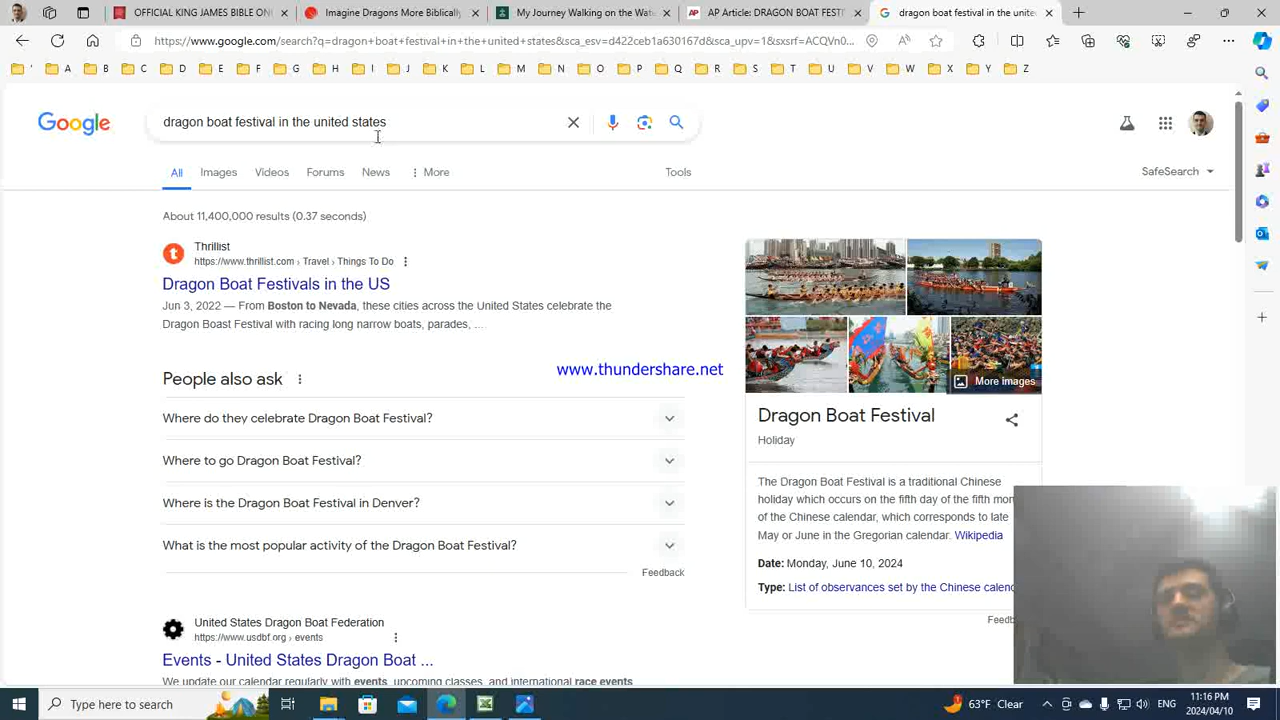 OFFICIAL KING JAMES BIBLE ONL
Imagine Dragons More Biblically
My Journey Walking on the Wate
AP Article: DRAGON BOAT FESTI
dragon boat festival in the unite
https://www.google.com/search?q=dragon+boat+festival+in+the+united+states&sca_esv=d422ceb1a630167d&sca_upv=1&sxsrf=ACQVn0...
' A B C D E F G H I J K L M N O P Q R S T U V W X Y Z
Google
dragon boat festival in the united states
All Images Videos Forums News More Tools SafeSearch
About 11,400,000 results (0.37 seconds)
Thrillist
https://www.thrillist.com › Travel › Things To Do
Dragon Boat Festivals in the US
Jun 3, 2022 — From Boston to Nevada, these cities across the United States celebrate the
Dragon Boast Festival with racing long narrow boats, parades, ...
www.thundershare.net
People also ask
Where do they celebrate Dragon Boat Festival?
Where to go Dragon Boat Festival?
Where is the Dragon Boat Festival in Denver?
What is the most popular activity of the Dragon Boat Festival?
Feedback
United States Dragon Boat Federation
https://www.usdbf.org › events
Events - United States Dragon Boat ...
We update our calendar regularly with events, upcoming classes, and international race events
More images
Dragon Boat Festival
Holiday
The Dragon Boat Festival is a traditional Chinese
holiday which occurs on the fifth day of the fifth mon
of the Chinese calendar, which corresponds to late
May or June in the Gregorian calendar. Wikipedia
Date: Monday, June 10, 2024
Type: List of observances set by the Chinese calend
Feedb
Type here to search
63°F Clear
ENG
11:16 PM
2024/04/10